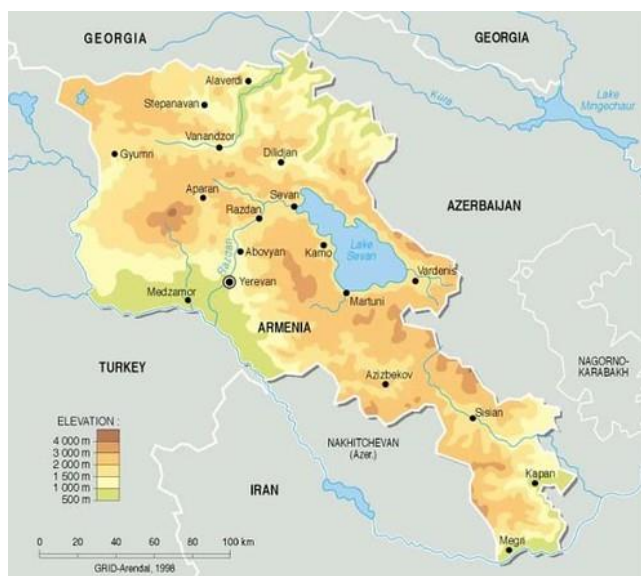 GEORGIA
GEORGIA
Alaverdi
Stepanavan
Kura
Lake
Mingechaur
Vanandzor
Gyumri
Dilidjan
Aparan
Sevan
Razdan
AZERBAIJAN
Razdan
Abovyan
Kamo
Lake
Sevan
Vardenis
Yerevan
Medzamor
Martuni
ARMENIA
TURKEY
NAGORNO-
KARABAKH
Azizbekov
ELEVATION :
4 000 m
3 000 m
2 000 m
1 500 m
1 000 m
500 m
Sisian
NAKHITCHEVAN
(Azer.)
Kapan
IRAN
Megri
0 20 40 60 80 100 km
GRID-Arendal, 1998